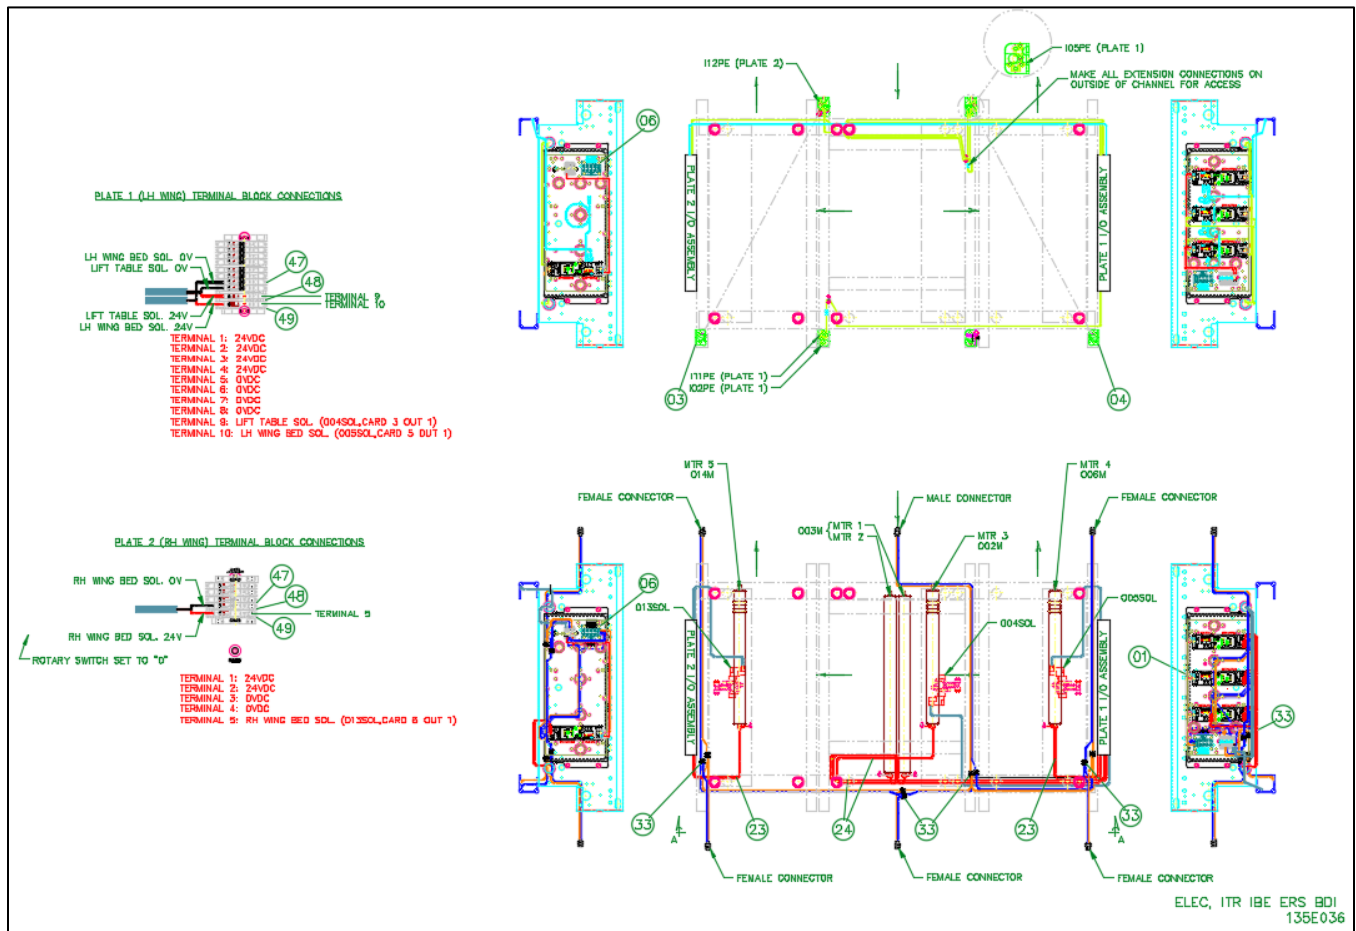 112PE (PLATE 2)
105PE (PLATE 1)
MAKE ALL EXTENSION CONNECTIONS ON
OUTSIDE OF CHANNEL FOR ACCESS
06
PLATE 2 I/O ASSEMBLY
PLATE 1 I/O ASSEMBLY
111PE (PLATE 1)
102PE (PLATE 1)
03
04
PLATE 1 (LH WING) TERMINAL BLOCK CONNECTIONS
LH WING BED SOL 0V
LIFT TABLE SOL. 0V
47
48
49
TERMINAL 9
TERMINAL 10
LIFT TABLE SOL. 24V
LH WING BED SOL. 24V
TERMINAL 1: 24VDC
TERMINAL 2: 24VDC
TERMINAL 3: 24VDC
TERMINAL 4: 24VDC
TERMINAL 5: 0VDC
TERMINAL 6: 0VDC
TERMINAL 7: 0VDC
TERMINAL 8: 0VDC
TERMINAL 9: LIFT TABLE SOL. (004SOL,CARD 3 OUT 1)
TERMINAL 10: LH WING BED SOL. (005SOL,CARD 5 OUT 1)
PLATE 2 (RH WING) TERMINAL BLOCK CONNECTIONS
RH WING BED SOL. 0V
47
48
49
TERMINAL 5
RH WING BED SOL. 24V
ROTARY SWITCH SET TO "0"
TERMINAL 1: 24VDC
TERMINAL 2: 24VDC
TERMINAL 3: 0VDC
TERMINAL 4: 0VDC
TERMINAL 5: RH WING BED SOL. (013SOL,CARD 6 OUT 1)
MTR 5
014M
FEMALE CONNECTOR
MALE CONNECTOR
003M
MTR 1
MTR 2
MTR 3
002M
MTR 4
006M
FEMALE CONNECTOR
06
013SOL
004SOL
005SOL
PLATE 2 I/O ASSEMBLY
PLATE 1 I/O ASSEMBLY
01
33
33
A
23
24
33
23
33
A
FEMALE CONNECTOR
FEMALE CONNECTOR
FEMALE CONNECTOR
ELEC, ITR IBE ERS BDI
135E036